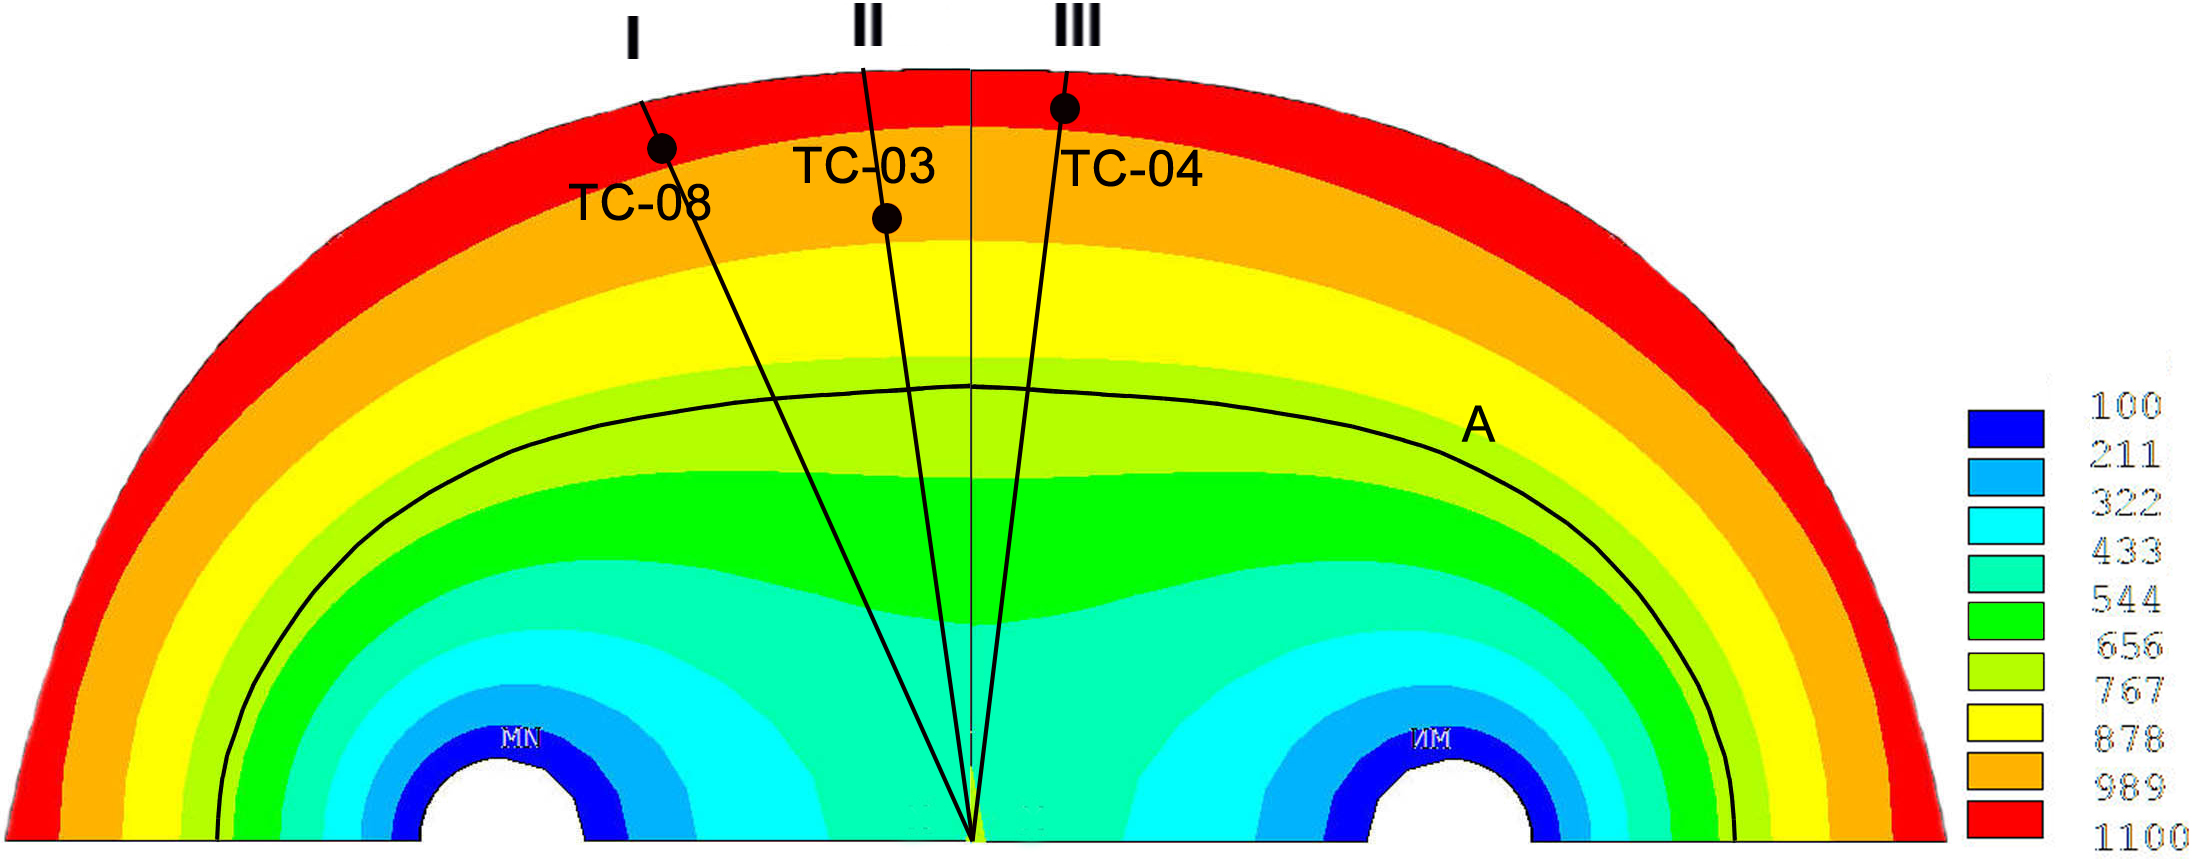 I
II
III
TC-08
TC-03
TC-04
A
MN
ИM
100
211
322
433
544
656
767
878
989
1100